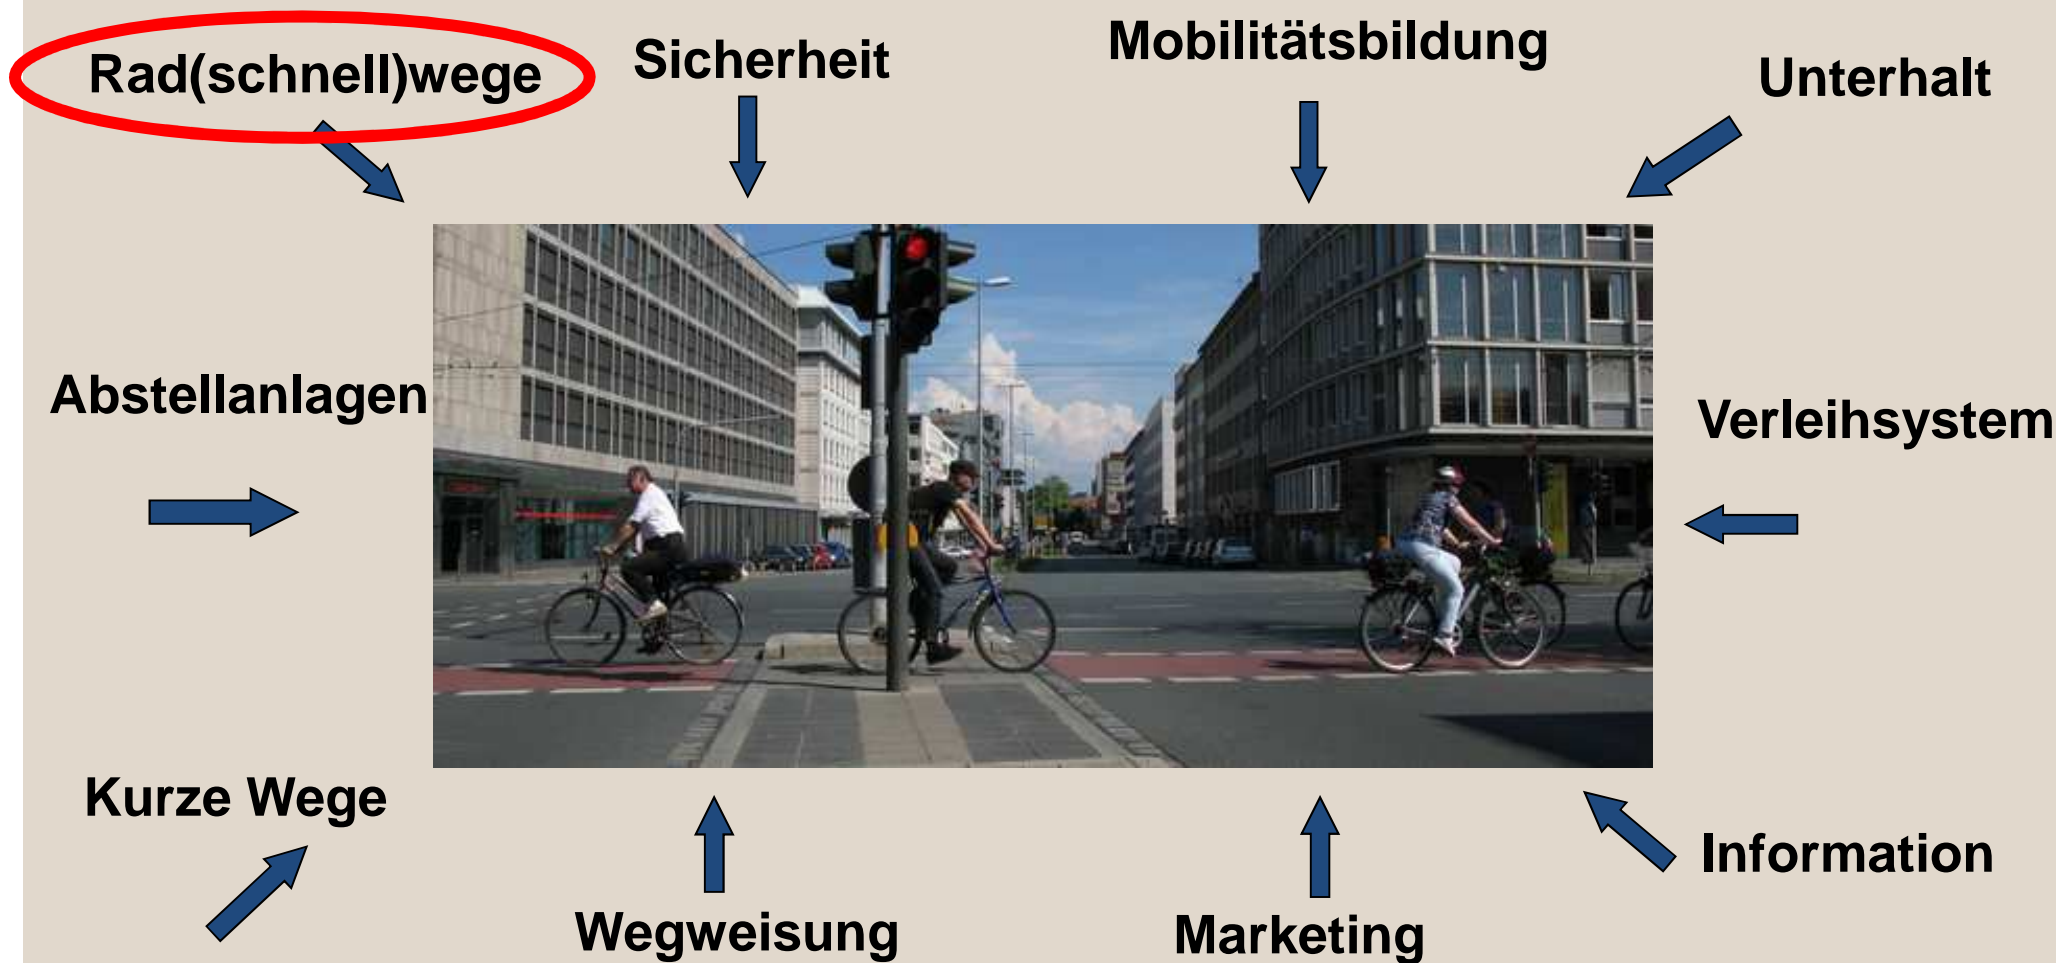 Rad(schnell)wege
Sicherheit
Mobilitätsbildung
Unterhalt
Abstellanlagen
Verleihsystem
Kurze Wege
Information
Wegweisung
Marketing